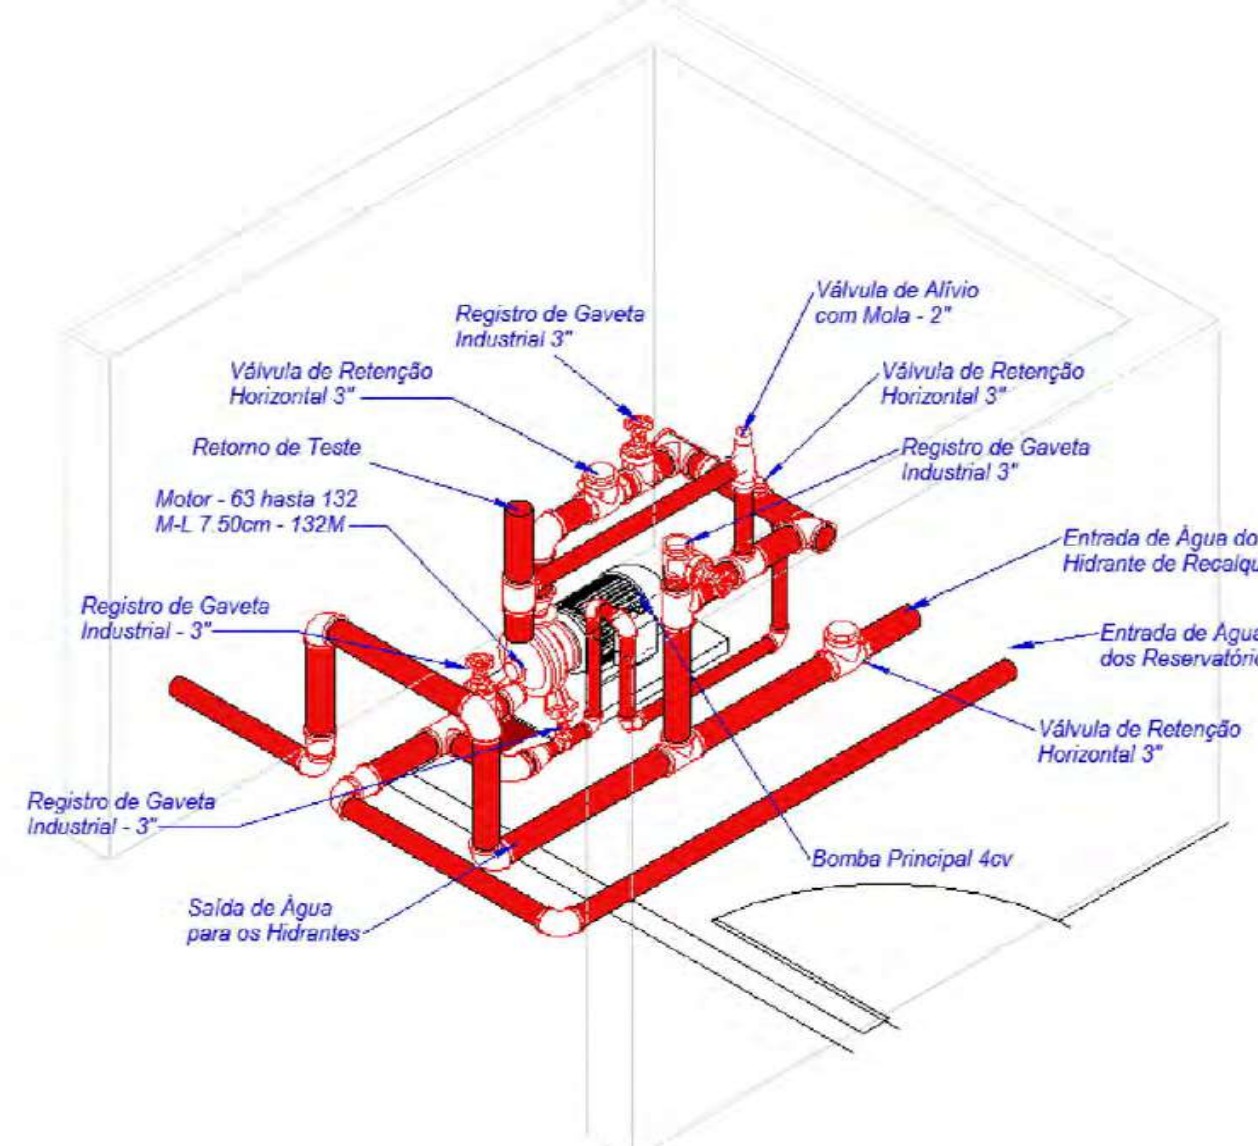 Válvula de Alívio
com Mola - 2"
Registro de Gaveta
Industrial 3"
Válvula de Retenção
Horizontal 3"
Válvula de Retenção
Horizontal 3"
Retorno de Teste
Registro de Gaveta
Industrial 3"
Motor - 63 hasta 132
M-L 7.50cm - 132M
Entrada de Água do
Hidrante de Recalqu
Registro de Gaveta
Industrial - 3"
Entrada de Água
dos Reservatório
Válvula de Retenção
Horizontal 3"
Registro de Gaveta
Industrial - 3"
Bomba Principal 4cv
Saída de Água
para os Hidrantes